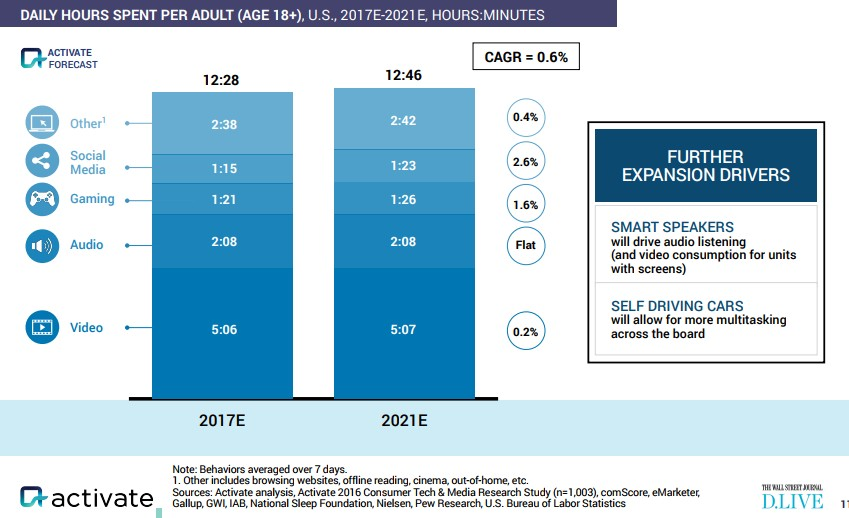 DAILY HOURS SPENT PER ADULT (AGE 18+), U.S., 2017E-2021E, HOURS:MINUTES
ACTIVATE
FORECAST
CAGR = 0.6%
12:28
12:46
Other1
2:38
2:42
0.4%
Social
Media
1:15
1:23
2.6%
Gaming
1:21
1:26
1.6%
Audio
2:08
2:08
Flat
Video
5:06
5:07
0.2%
2017E
2021E
FURTHER
EXPANSION DRIVERS
SMART SPEAKERS
will drive audio listening
(and video consumption for units
with screens)
SELF DRIVING CARS
will allow for more multitasking
across the board
activate
Note: Behaviors averaged over 7 days.
1. Other includes browsing websites, offline reading, cinema, out-of-home, etc.
Sources: Activate analysis, Activate 2016 Consumer Tech & Media Research Study (n=1,003), comScore, eMarketer,
Gallup, GWI, IAB, National Sleep Foundation, Nielsen, Pew Research, U.S. Bureau of Labor Statistics
THE WALL STREET JOURNAL
D.LIVE
11